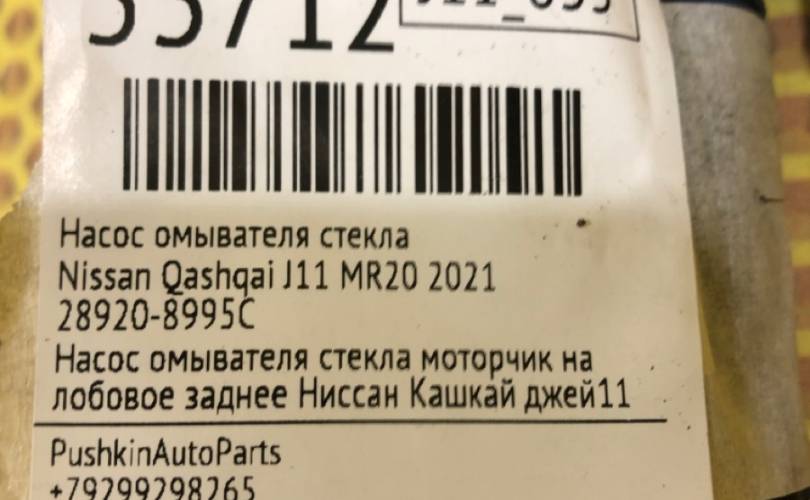 33712
J11_655
Насос омывателя стекла
Nissan Qashqai J11 MR20 2021
28920-8995C
Насос омывателя стекла моторчик на
лобовое заднее Ниссан Кашкай джей11
PushkinAutoParts
+79299298265